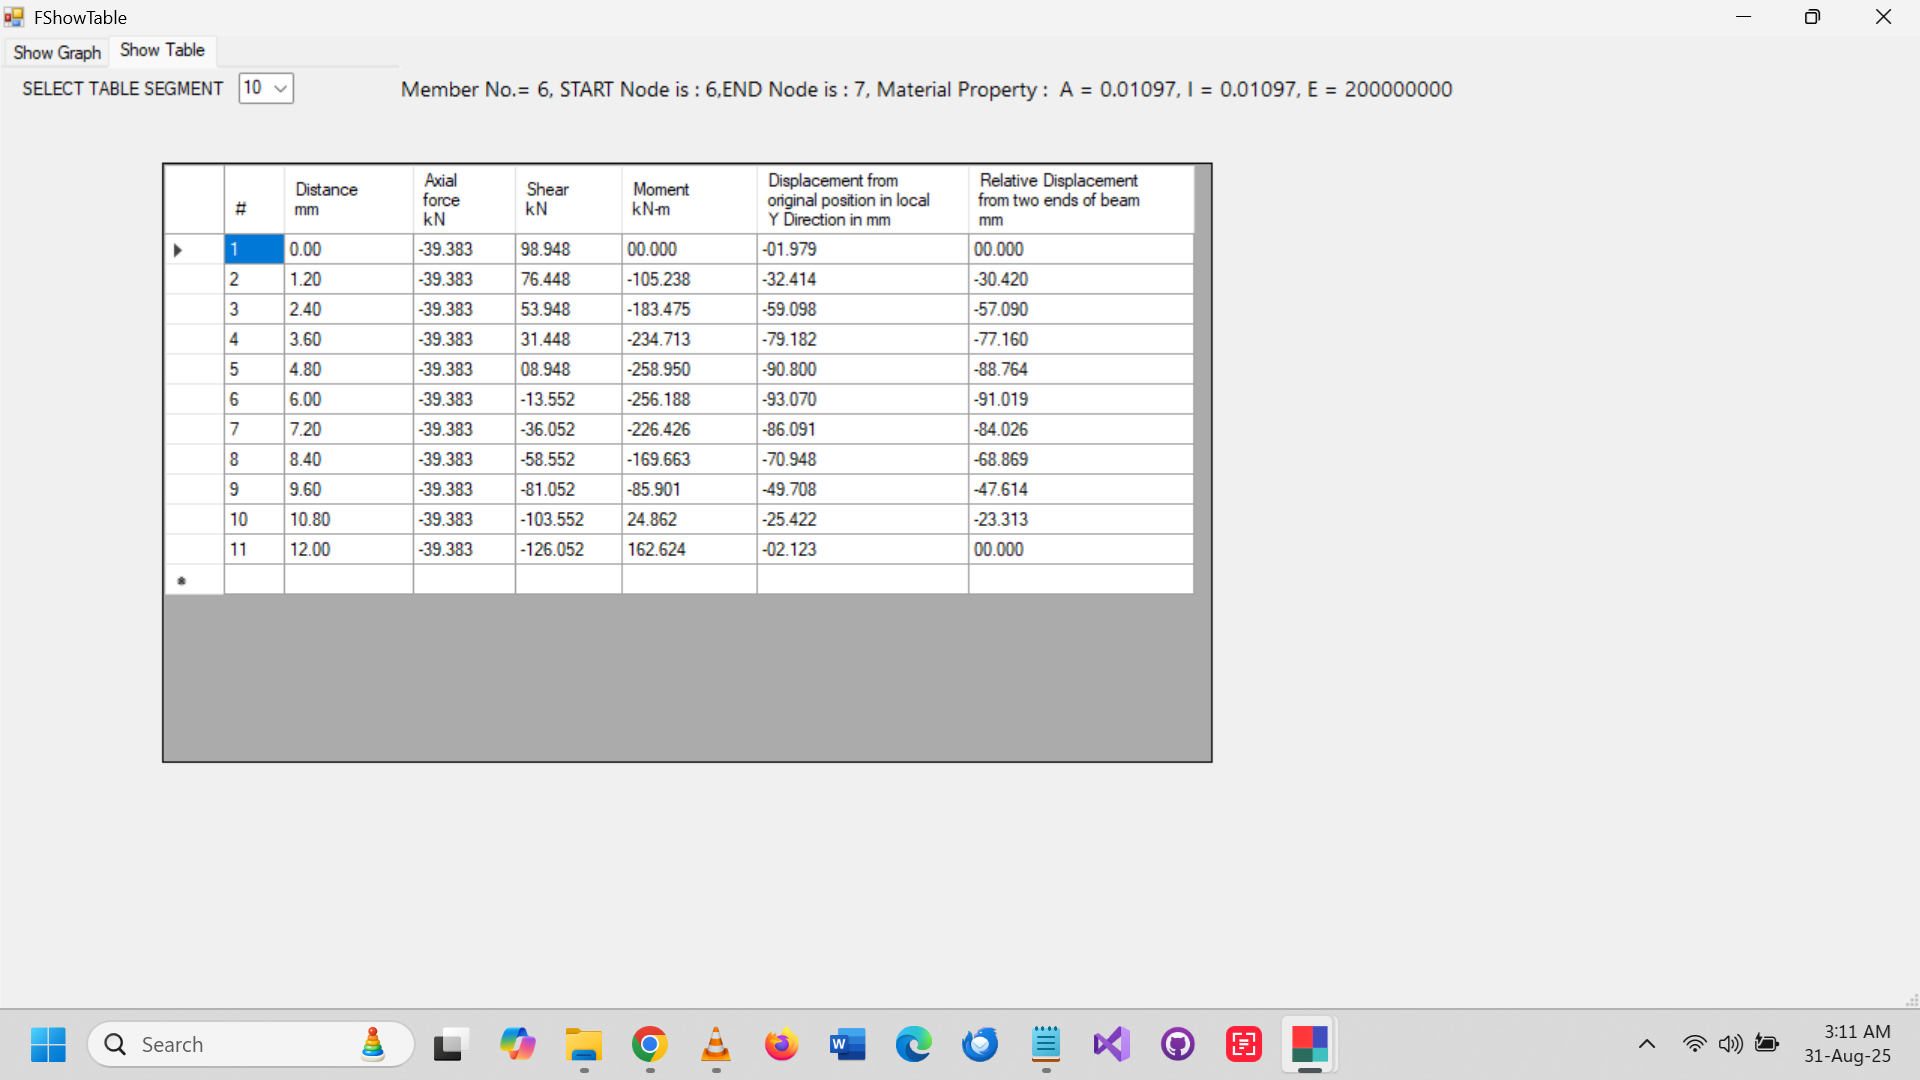 FShowTable
Show Graph Show Table
SELECT TABLE SEGMENT 10 Member No.= 6, START Node is : 6,END Node is : 7, Material Property :  A = 0.01097, I = 0.01097, E = 200000000
# Distance mm Axial force kN Shear kN Moment kN-m Displacement from original position in local Y Direction in mm Relative Displacement from two ends of beam mm
1 0.00 -39.383 98.948 00.000 -01.979 00.000
2 1.20 -39.383 76.448 -105.238 -32.414 -30.420
3 2.40 -39.383 53.948 -183.475 -59.098 -57.090
4 3.60 -39.383 31.448 -234.713 -79.182 -77.160
5 4.80 -39.383 08.948 -258.950 -90.800 -88.764
6 6.00 -39.383 -13.552 -256.188 -93.070 -91.019
7 7.20 -39.383 -36.052 -226.426 -86.091 -84.026
8 8.40 -39.383 -58.552 -169.663 -70.948 -68.869
9 9.60 -39.383 -81.052 -85.901 -49.708 -47.614
10 10.80 -39.383 -103.552 24.862 -25.422 -23.313
11 12.00 -39.383 -126.052 162.624 -02.123 00.000
Search
3:11 AM
31-Aug-25